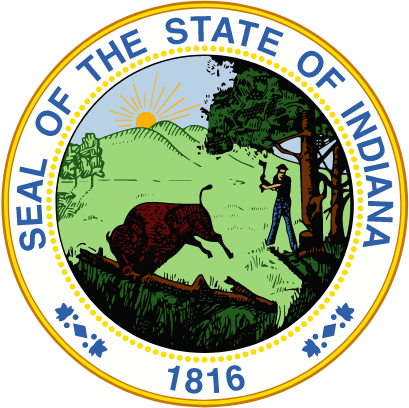 SEAL OF THE STATE OF INDIANA
1816